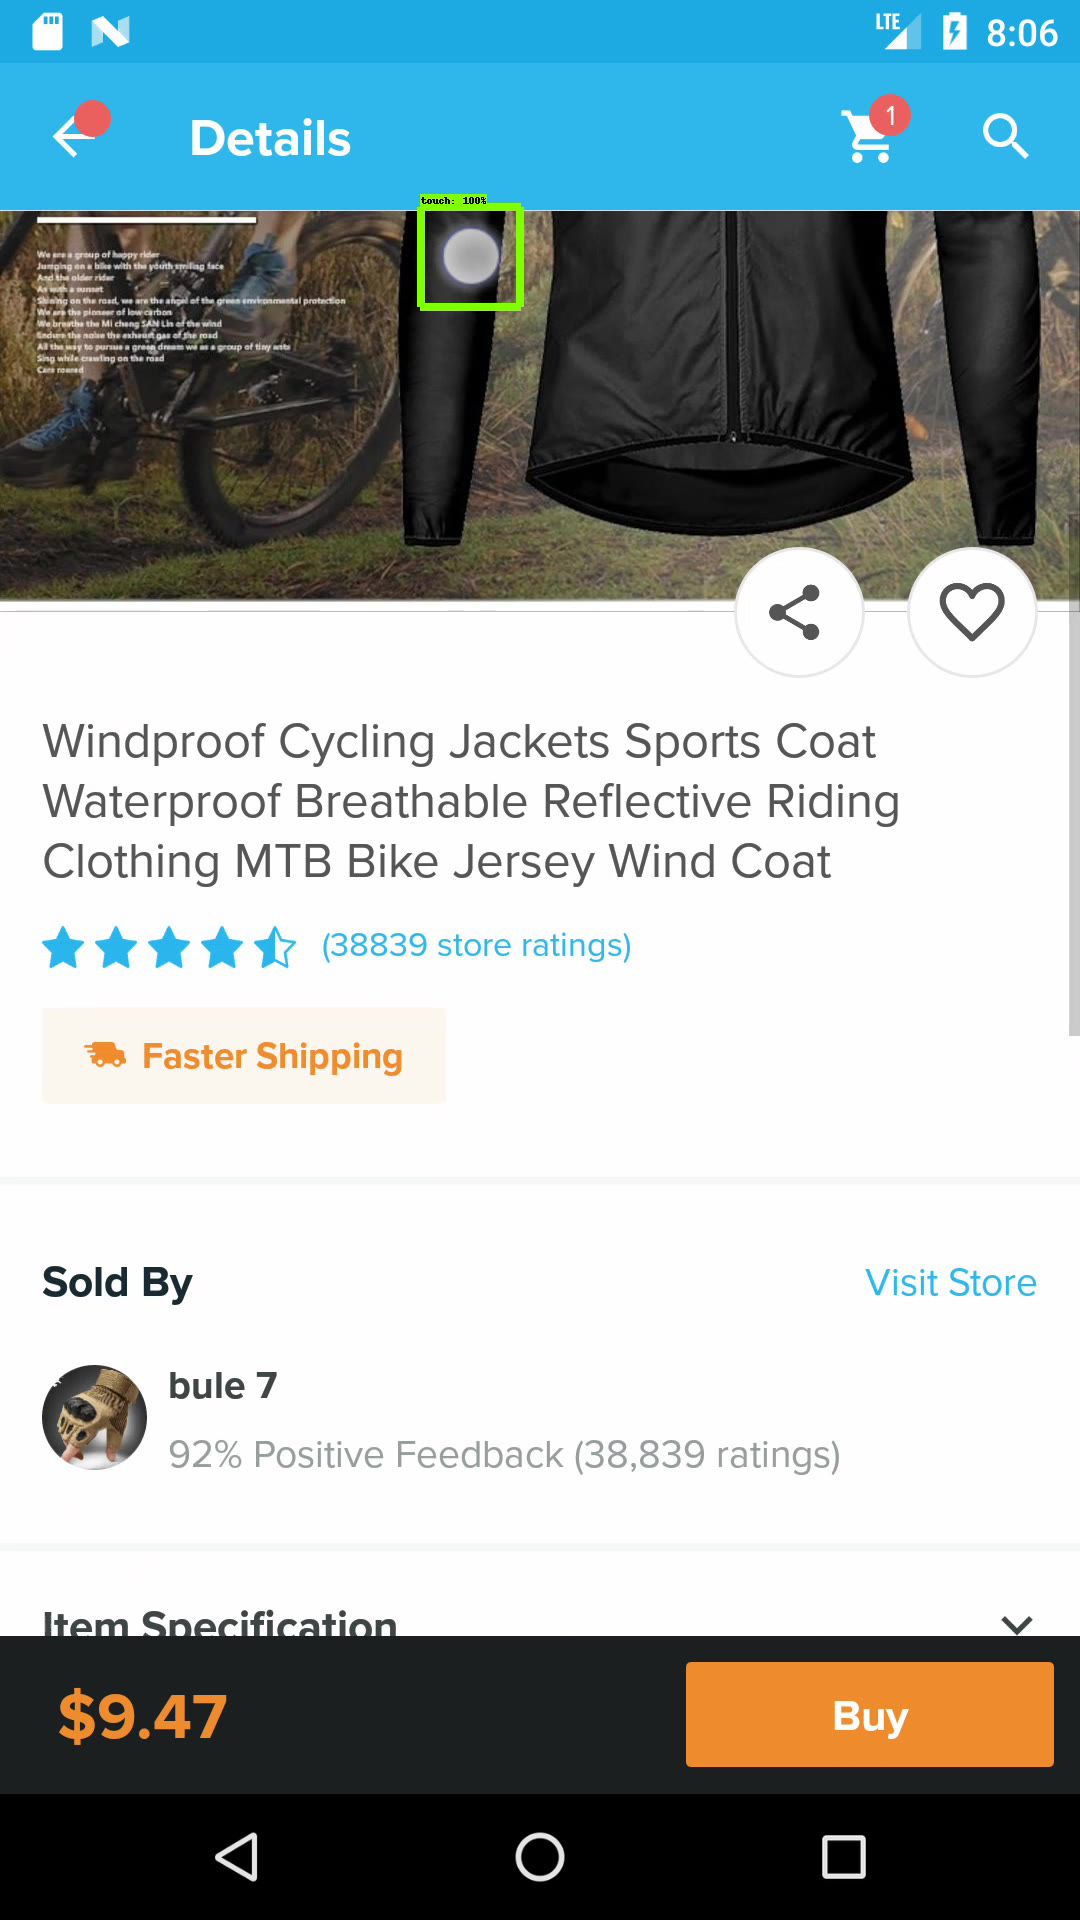 LTE 8:06
Details
1
touch: 100%
We are a group of happy rider
Jumping on a bike with the youth smiling face
And the older rider
As with a sunset
Shining on the road, we are the angel of the green environmental protection
We are the pioneer of low carbon
We breathe the Mi cheng SAN Lin of the wind
Endure the noise the exhaust gas of the road
All the way to pursue a green dream we as a group of tiny ants
Sing while crawling on the road
Care roared
Windproof Cycling Jackets Sports Coat
Waterproof Breathable Reflective Riding
Clothing MTB Bike Jersey Wind Coat
(38839 store ratings)
Faster Shipping
Sold By
Visit Store
bule 7
92% Positive Feedback (38,839 ratings)
Item Specification
$9.47
Buy